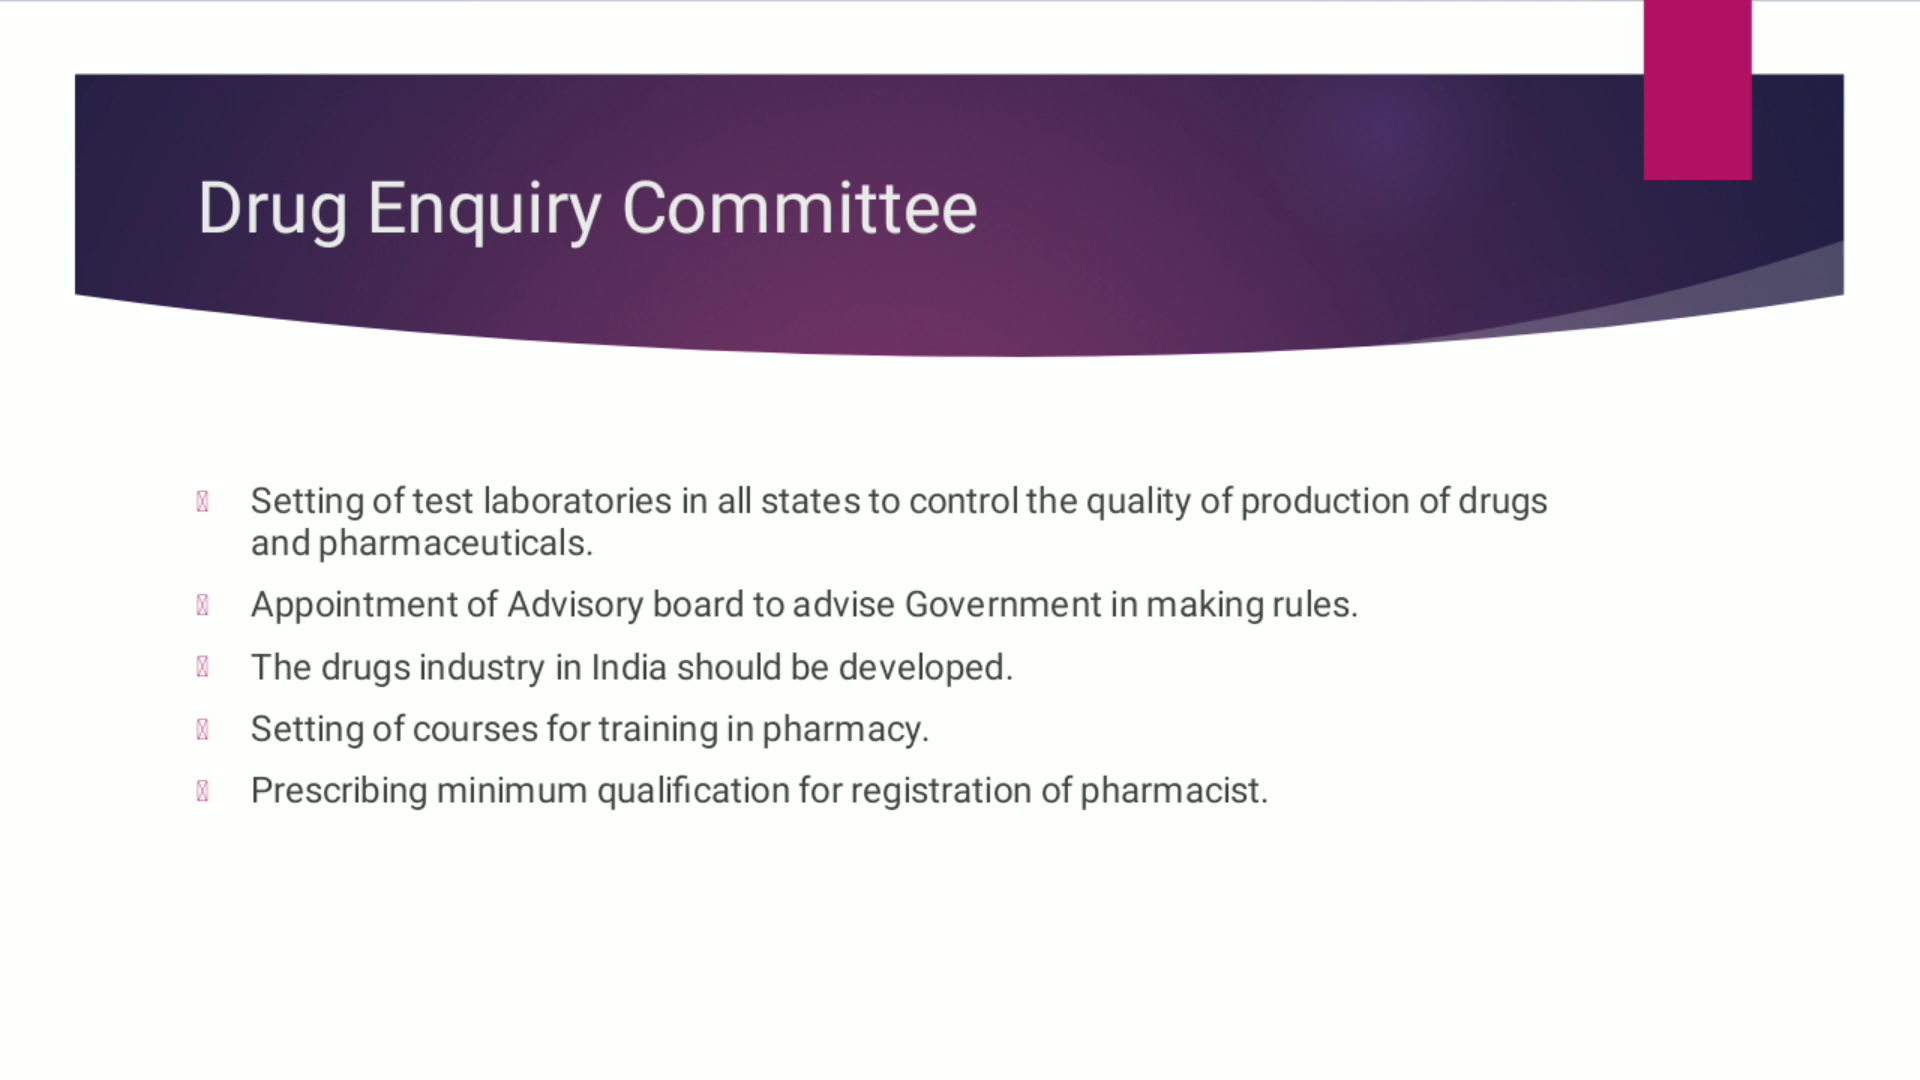 Drug Enquiry Committee
Setting of test laboratories in all states to control the quality of production of drugs
and pharmaceuticals.
Appointment of Advisory board to advise Government in making rules.
The drugs industry in India should be developed.
Setting of courses for training in pharmacy.
Prescribing minimum qualification for registration of pharmacist.